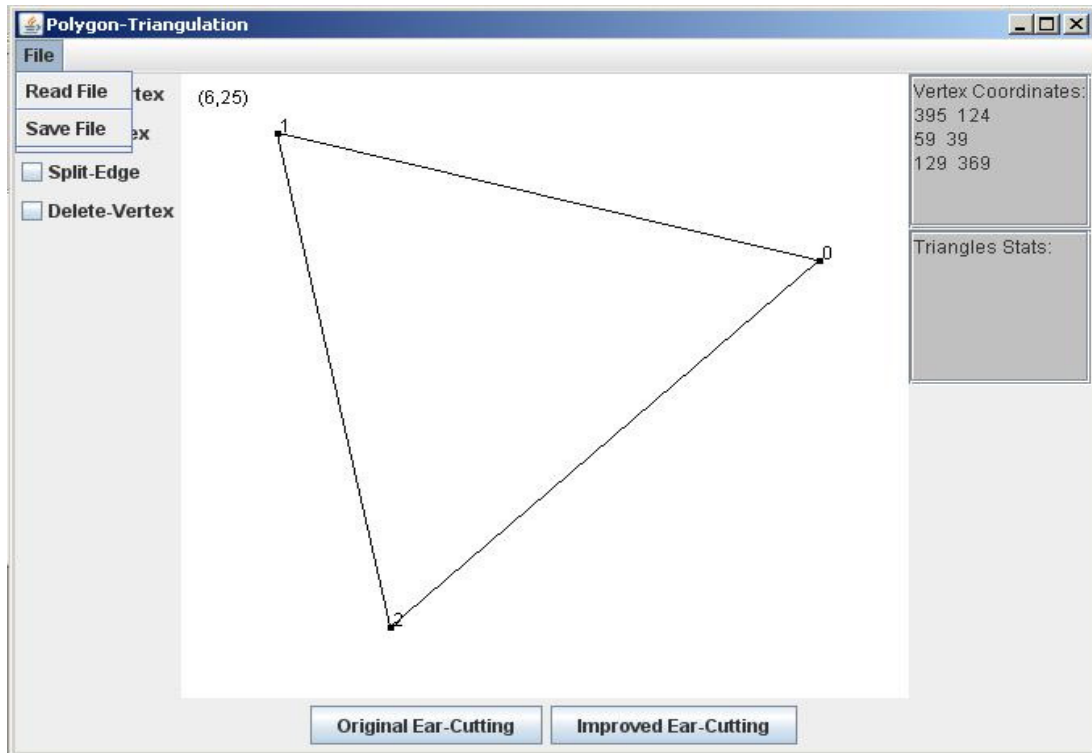 Polygon-Triangulation
File
Read File
Save File
Split-Edge
Delete-Vertex
(6,25)
1
0
2
Vertex Coordinates:
395 124
59 39
129 369
Triangles Stats:
Original Ear-Cutting
Improved Ear-Cutting